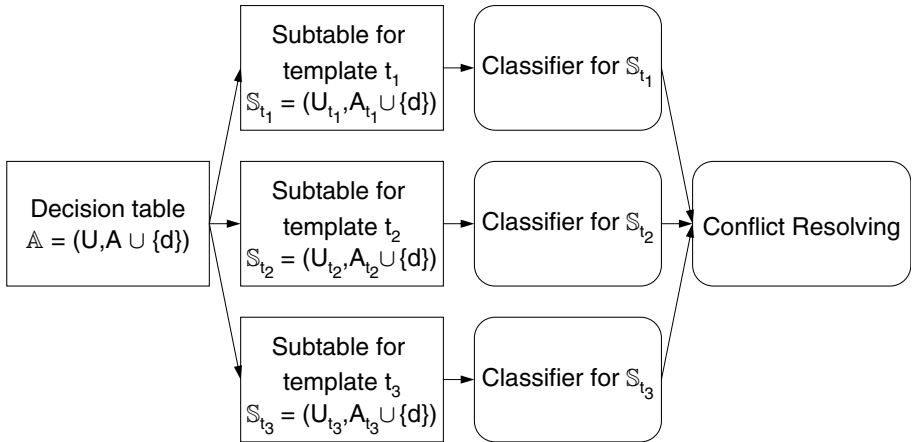 Decision table
𝔸 = (U,A ∪ {d})
Subtable for
template t₁
𝕊ₜ₁ = (Uₜ₁,Aₜ₁∪{d})
Classifier for 𝕊ₜ₁
Subtable for
template t₂
𝕊ₜ₂ = (Uₜ₂,Aₜ₂∪{d})
Classifier for 𝕊ₜ₂
Subtable for
template t₃
𝕊ₜ₃ = (Uₜ₃,Aₜ₃∪{d})
Classifier for 𝕊ₜ₃
Conflict Resolving